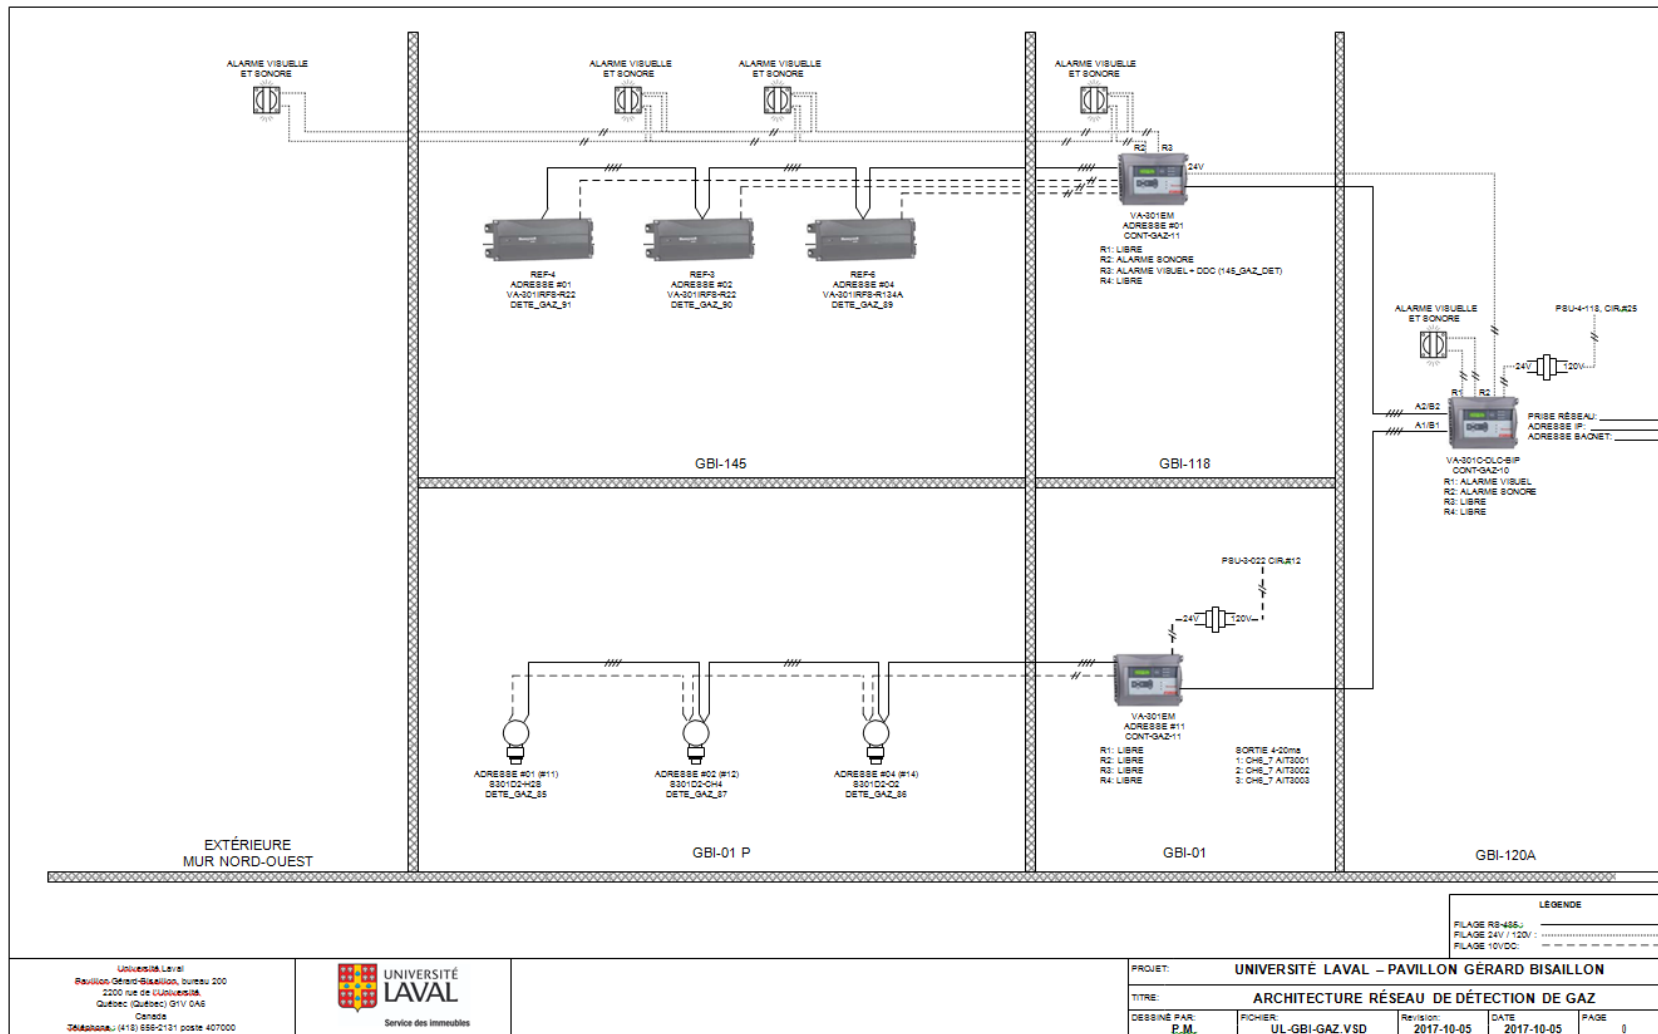 ALARME VISUELLE
ET SONORE
ALARME VISUELLE
ET SONORE
ALARME VISUELLE
ET SONORE
ALARME VISUELLE
ET SONORE
R2 R3
24V
VA-301EM
ADRESSE #01
CONT-GAZ-11
R1: LIBRE
R2: ALARME SONORE
R3: ALARME VISUEL + DDC (145_GAZ_DET)
R4: LIBRE
REF-4
ADRESSE #01
VA-301IRFS-R22
DETE_GAZ_91
REF-3
ADRESSE #02
VA-301IRFS-R22
DETE_GAZ_90
REF-6
ADRESSE #04
VA-301IRFS-R134A
DETE_GAZ_89
ALARME VISUELLE
ET SONORE
PSU-4-118, CIR.#25
24V 120V
R1 R2
A2/B2
A1/B1
PRISE RÉSEAU:
ADRESSE IP:
ADRESSE BACNET:
VA-301C-DLC-BIP
CONT-GAZ-10
R1: ALARME VISUEL
R2: ALARME SONORE
R3: LIBRE
R4: LIBRE
GBI-145
GBI-118
PSU-3-022 CIR.#12
24V 120V
VA-301EM
ADRESSE #11
CONT-GAZ-11
R1: LIBRE
R2: LIBRE
R3: LIBRE
R4: LIBRE
SORTIE 4-20ma
1: CH6_7 AIT3001
2: CH6_7 AIT3002
3: CH6_7 AIT3003
ADRESSE #01 (#11)
S301D2-H2S
DETE_GAZ_85
ADRESSE #02 (#12)
S301D2-CH4
DETE_GAZ_87
ADRESSE #04 (#14)
S301D2-O2
DETE_GAZ_86
EXTÉRIEURE
MUR NORD-OUEST
GBI-01 P
GBI-01
GBI-120A
LÉGENDE
FILAGE RS-485:
FILAGE 24V / 120V :
FILAGE 10VDC:
Université Laval
Pavillon Gérard-Bisaillon, bureau 200
2200 rue de l'Université
Québec (Québec) G1V 0A6
Canada
Téléphone : (418) 656-2131 poste 407000
UNIVERSITÉ
LAVAL
Service des immeubles
PROJET: UNIVERSITÉ LAVAL – PAVILLON GÉRARD BISAILLON
TITRE: ARCHITECTURE RÉSEAU DE DÉTECTION DE GAZ
DESSINÉ PAR: FICHIER: Revision: DATE PAGE
P.M. UL-GBI-GAZ.VSD 2017-10-05 2017-10-05 0